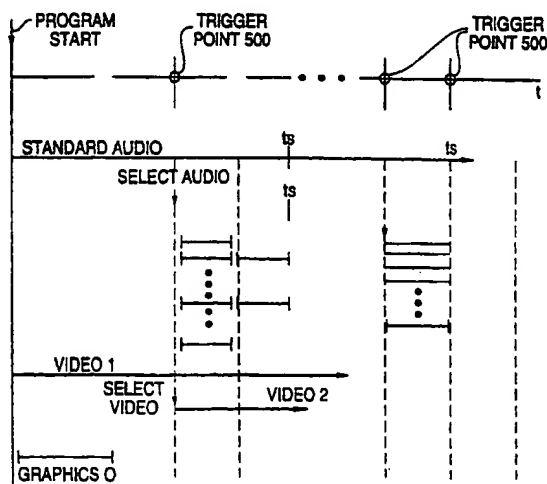 PROGRAM
START
TRIGGER
POINT 500
TRIGGER
POINT 500
t
STANDARD AUDIO
ts
ts
SELECT AUDIO
ts
VIDEO 1
SELECT
VIDEO
VIDEO 2
GRAPHICS O